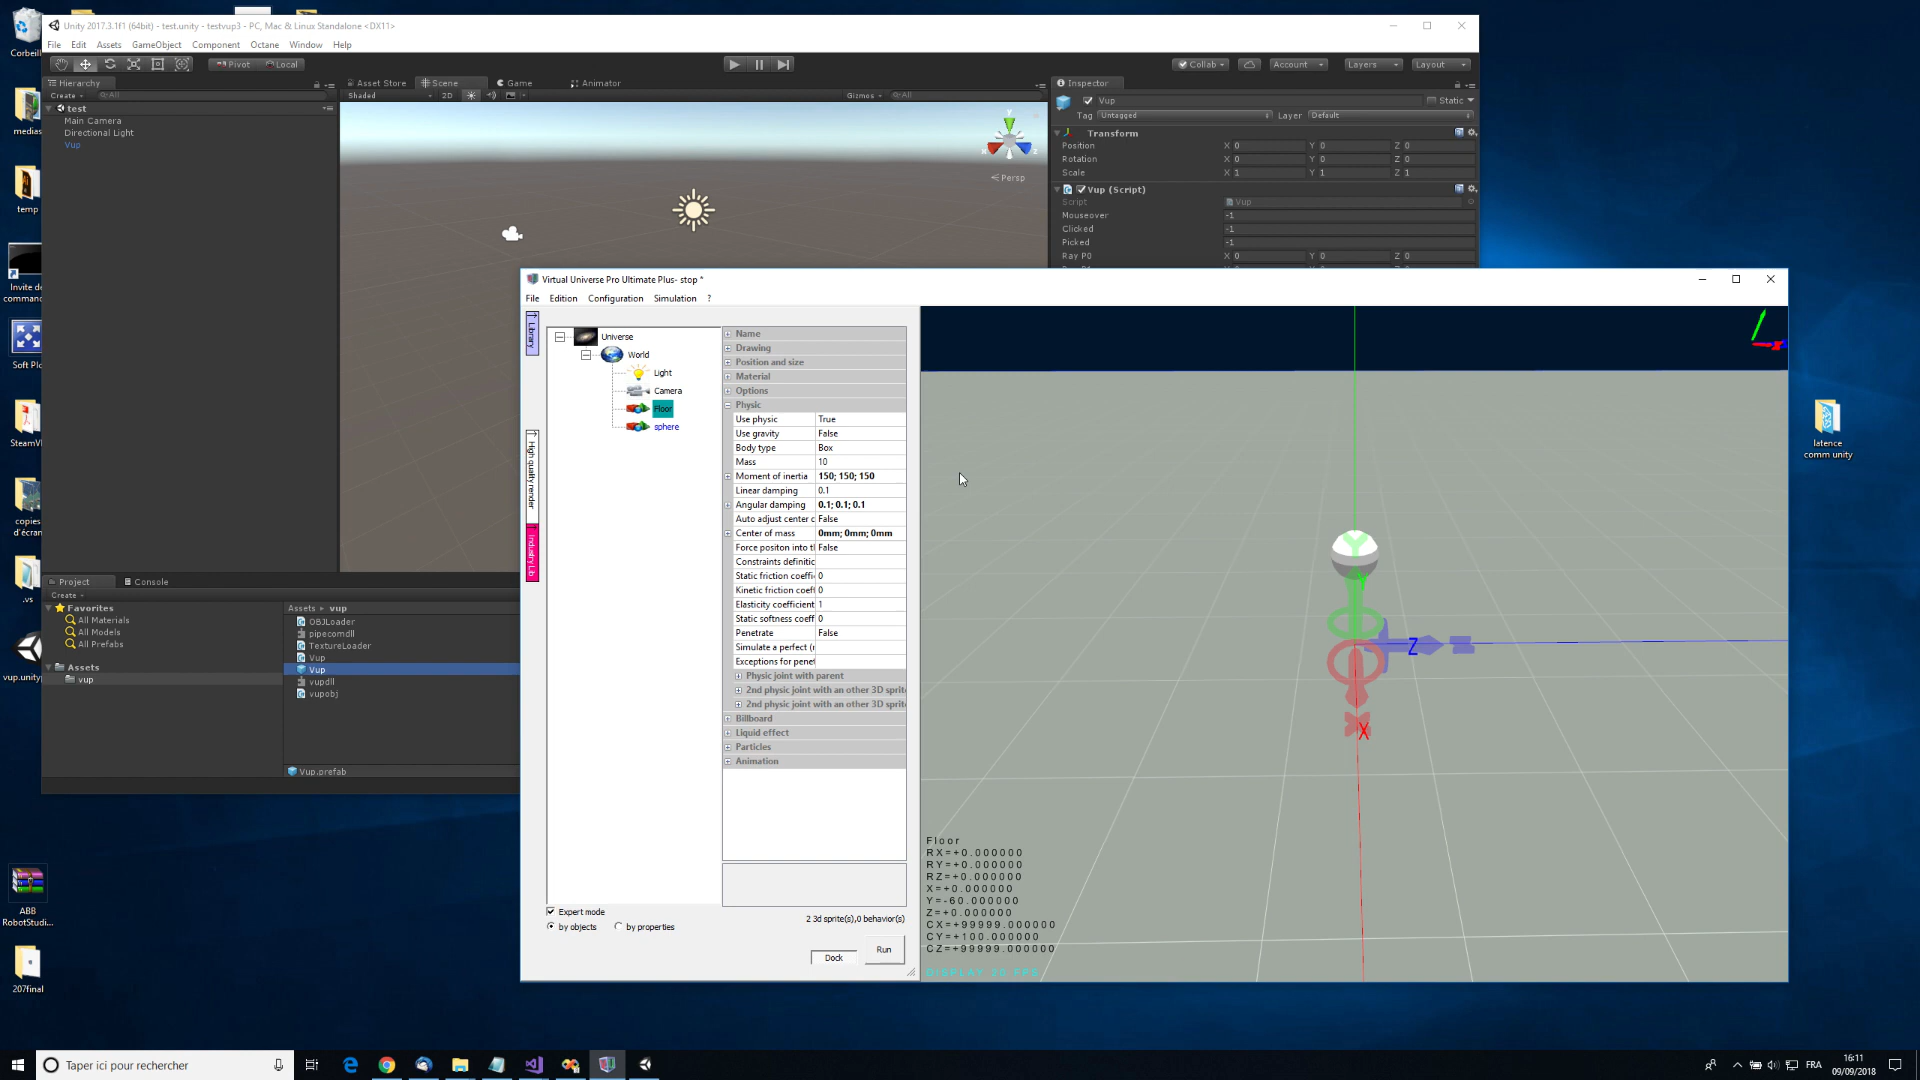 Corbeill
medias
temp
Invite de
comman...
Soft Pl
SteamV
copies
d'écran
.vs
vup.unity
ABB
RobotStudi...
207final
Unity 2017.3.1f1 (64bit) - test.unity - testvup3 - PC, Mac & Linux Standalone <DX11>
File Edit Assets GameObject Component Octane Window Help
Pivot Local
Collab Account Layers Layout
Hierarchy
Create All
test
Main Camera
Directional Light
Vup
Asset Store Scene Game Animator
Shaded 2D Gizmos All
Persp
Inspector
Vup Static
Tag Untagged Layer Default
Transform
Position X 0 Y 0 Z 0
Rotation X 0 Y 0 Z 0
Scale X 1 Y 1 Z 1
Vup (Script)
Script Vup
Mouseover -1
Clicked -1
Picked -1
Ray P0 X 0 Y 0 Z 0
Project Console
Create
Favorites
All Materials
All Models
All Prefabs
Assets
vup
Assets ▸ vup
OBJLoader
pipecomdll
TextureLoader
Vup
Vup
vupdll
vupobj
Vup.prefab
Virtual Universe Pro Ultimate Plus- stop *
File Edition Configuration Simulation ?
Library
High quality render
IndustryLib
Universe
World
Light
Camera
Floor
sphere
Name
Drawing
Position and size
Material
Options
Physic
Use physic True
Use gravity False
Body type Box
Mass 10
Moment of inertia 150; 150; 150
Linear damping 0.1
Angular damping 0.1; 0.1; 0.1
Auto adjust center c False
Center of mass 0mm; 0mm; 0mm
Force positon into t False
Constraints definitic
Static friction coeffi 0
Kinetic friction coef 0
Elasticity coefficient 1
Static softness coeff 0
Penetrate False
Simulate a perfect (r
Exceptions for penet
Physic joint with parent
2nd physic joint with an other 3D sprit
2nd physic joint with an other 3D sprit
Billboard
Liquid effect
Particles
Animation
Expert mode
by objects by properties
2 3d sprite(s),0 behavior(s)
Dock Run
Y
Z
X
Floor
RX=+0.000000
RY=+0.000000
RZ=+0.000000
X=+0.000000
Y=-60.000000
Z=+0.000000
CX=+99999.000000
CY=+100.000000
CZ=+99999.000000
DISPLAY 30 FPS
latence
comm unity
Taper ici pour rechercher
FRA
16:11
09/09/2018